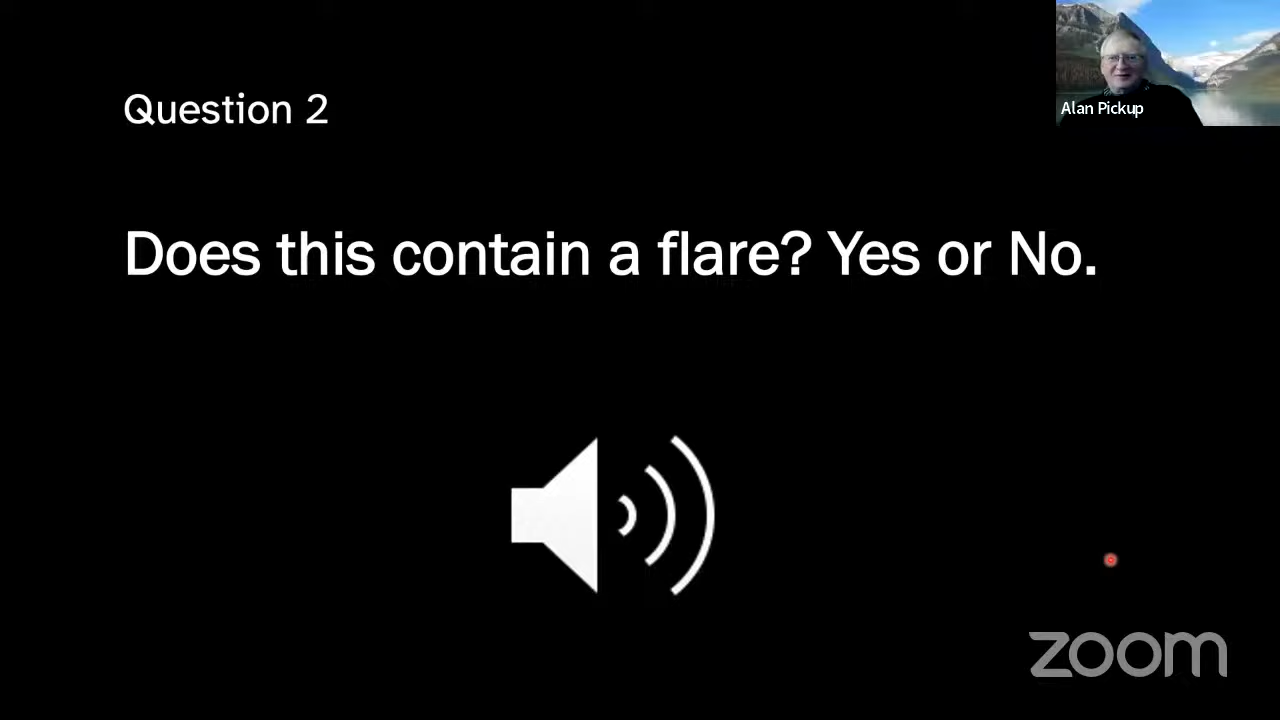 Question 2
Alan Pickup
Does this contain a flare? Yes or No.
zoom